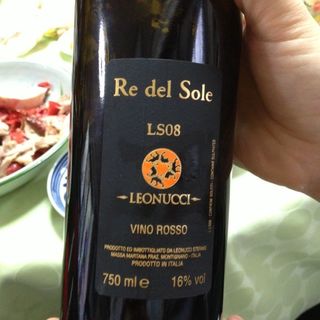 Re del Sole
LS08
LEONUCCI
VINO ROSSO
PRODOTTO ED IMBOTTIGLIATO DA LEONUCCI STEFANO
MASSA MARTANA FRAZ. MONTIGNANO - ITALIA
PRODOTTO IN ITALIA
750 ml e 16% vol